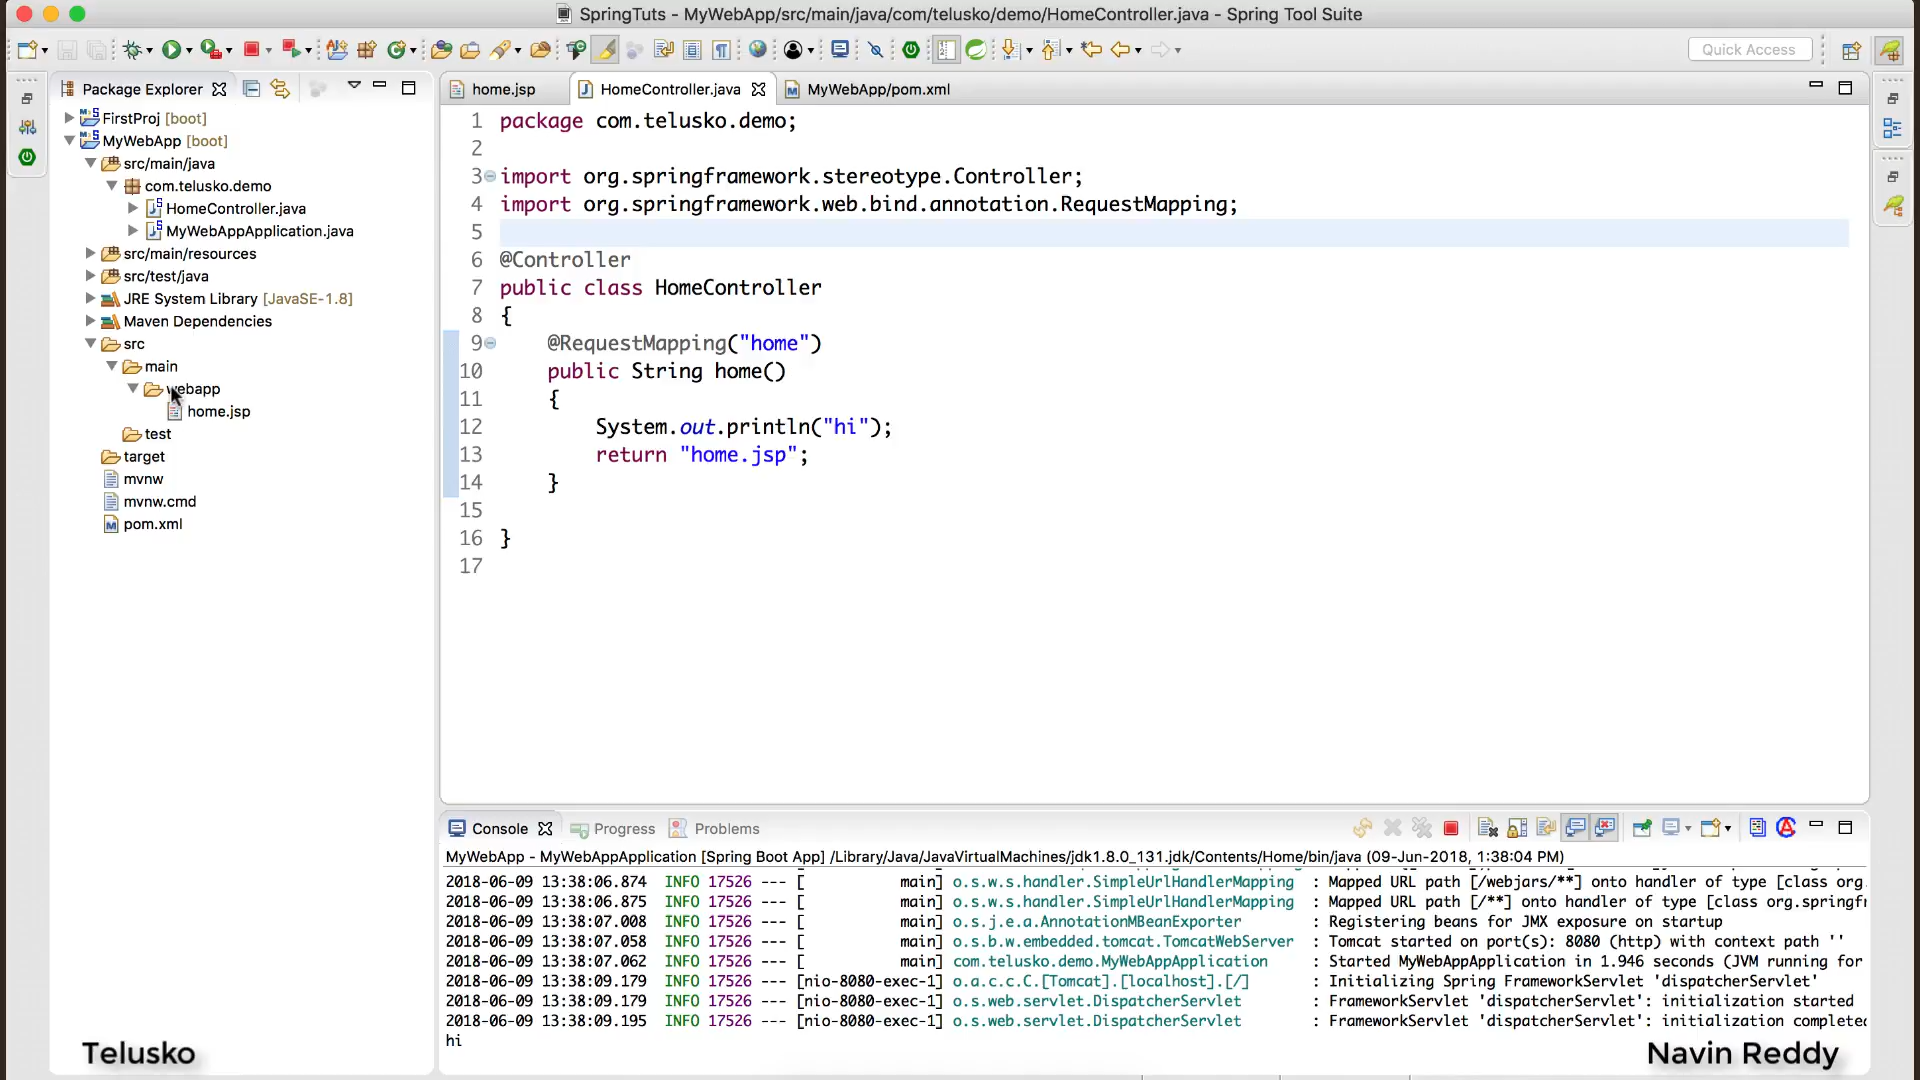 SpringTuts - MyWebApp/src/main/java/com/telusko/demo/HomeController.java - Spring Tool Suite
Quick Access
Package Explorer
FirstProj [boot]
MyWebApp [boot]
src/main/java
com.telusko.demo
HomeController.java
MyWebAppApplication.java
src/main/resources
src/test/java
JRE System Library [JavaSE-1.8]
Maven Dependencies
src
main
webapp
home.jsp
test
target
mvnw
mvnw.cmd
pom.xml
home.jsp
HomeController.java
MyWebApp/pom.xml
1 package com.telusko.demo;
2
3 import org.springframework.stereotype.Controller;
4 import org.springframework.web.bind.annotation.RequestMapping;
5
6 @Controller
7 public class HomeController
8 {
9 @RequestMapping("home")
10 public String home()
11 {
12 System.out.println("hi");
13 return "home.jsp";
14 }
15
16 }
17
Console
Progress
Problems
MyWebApp - MyWebAppApplication [Spring Boot App] /Library/Java/JavaVirtualMachines/jdk1.8.0_131.jdk/Contents/Home/bin/java (09-Jun-2018, 1:38:04 PM)
2018-06-09 13:38:06.874 INFO 17526 --- [ main] o.s.w.s.handler.SimpleUrlHandlerMapping : Mapped URL path [/webjars/**] onto handler of type [class org.
2018-06-09 13:38:06.875 INFO 17526 --- [ main] o.s.w.s.handler.SimpleUrlHandlerMapping : Mapped URL path [/**] onto handler of type [class org.springfr
2018-06-09 13:38:07.008 INFO 17526 --- [ main] o.s.j.e.a.AnnotationMBeanExporter : Registering beans for JMX exposure on startup
2018-06-09 13:38:07.058 INFO 17526 --- [ main] o.s.b.w.embedded.tomcat.TomcatWebServer : Tomcat started on port(s): 8080 (http) with context path ''
2018-06-09 13:38:07.062 INFO 17526 --- [ main] com.telusko.demo.MyWebAppApplication : Started MyWebAppApplication in 1.946 seconds (JVM running for
2018-06-09 13:38:09.179 INFO 17526 --- [nio-8080-exec-1] o.a.c.c.C.[Tomcat].[localhost].[/] : Initializing Spring FrameworkServlet 'dispatcherServlet'
2018-06-09 13:38:09.179 INFO 17526 --- [nio-8080-exec-1] o.s.web.servlet.DispatcherServlet : FrameworkServlet 'dispatcherServlet': initialization started
2018-06-09 13:38:09.195 INFO 17526 --- [nio-8080-exec-1] o.s.web.servlet.DispatcherServlet : FrameworkServlet 'dispatcherServlet': initialization completed
hi
Telusko
Navin Reddy